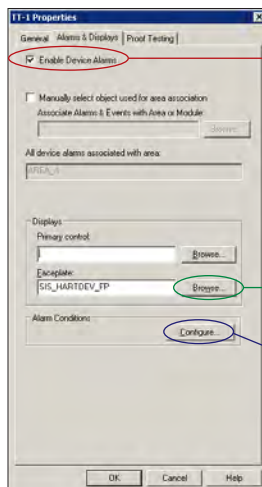 TT-1 Properties
General Alarms & Displays Proof Testing
Enable Device Alarms
Manually select object used for area association
Associate Alarms & Events with Area or Module:
Browse...
All device alarms associated with area:
AREA_A
Displays
Primary control:
Browse...
Faceplate:
SIS_HARTDEV_FP Browse...
Alarm Conditions
Configure...
OK Cancel Help